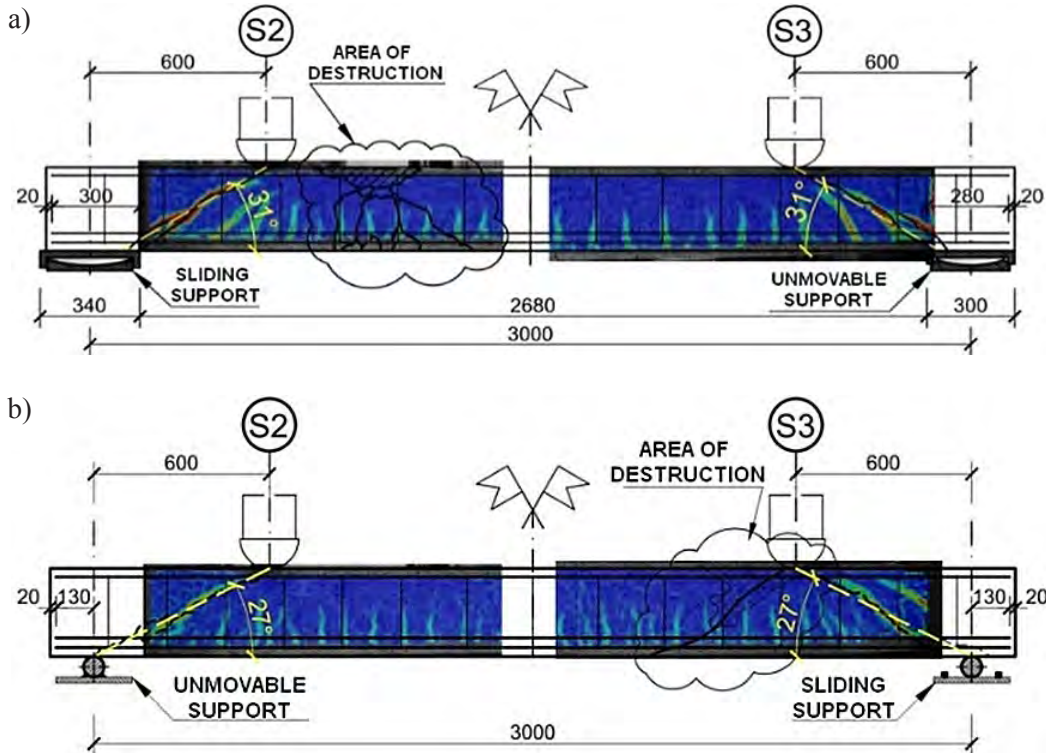 a)
S2
S3
600
AREA OF
DESTRUCTION
600
20
300
31°
31°
280
20
SLIDING
SUPPORT
UNMOVABLE
SUPPORT
340
2680
300
3000
b)
S2
S3
600
AREA OF
DESTRUCTION
600
20
130
27°
27°
130
20
UNMOVABLE
SUPPORT
SLIDING
SUPPORT
3000